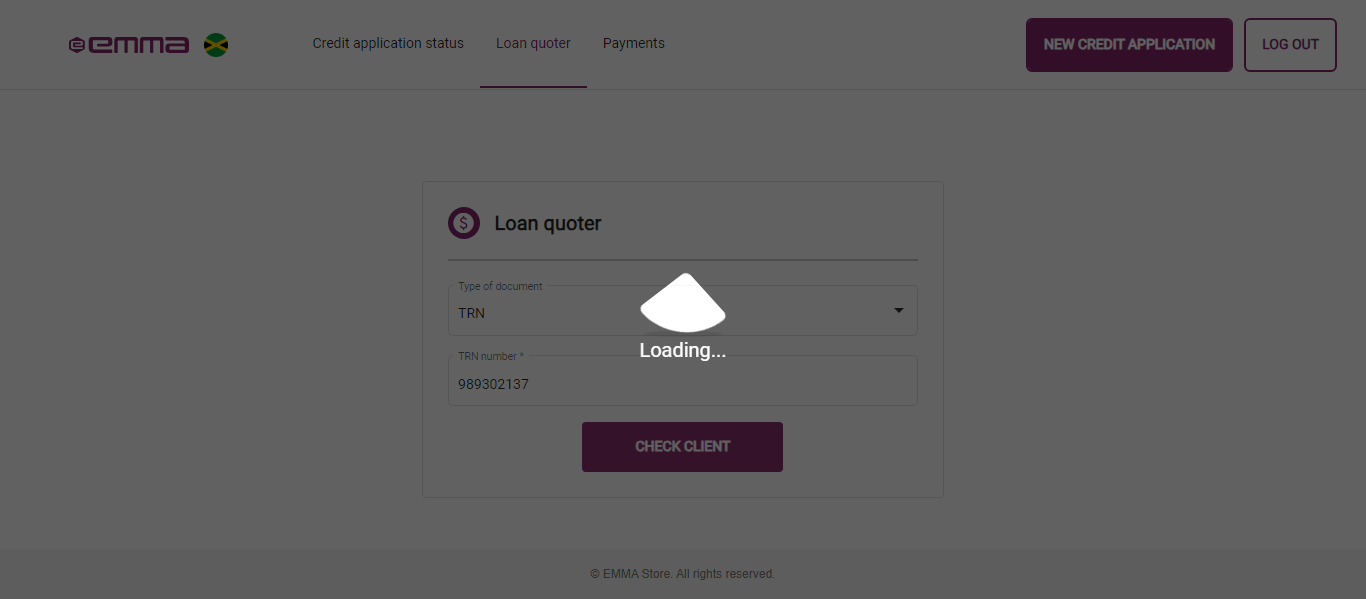 emma
Credit application status
Loan quoter
Payments
NEW CREDIT APPLICATION
LOG OUT
$ Loan quoter
Type of document
TRN
Loading...
TRN number *
989302137
CHECK CLIENT
© EMMA Store. All rights reserved.